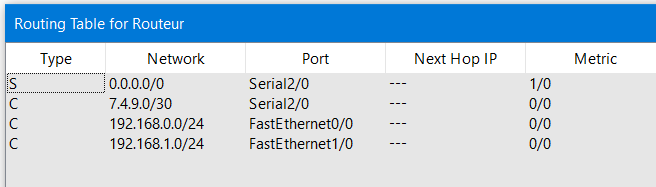 Routing Table for Routeur
Type Network Port Next Hop IP Metric
S 0.0.0.0/0 Serial2/0 --- 1/0
C 7.4.9.0/30 Serial2/0 --- 0/0
C 192.168.0.0/24 FastEthernet0/0 --- 0/0
C 192.168.1.0/24 FastEthernet1/0 --- 0/0